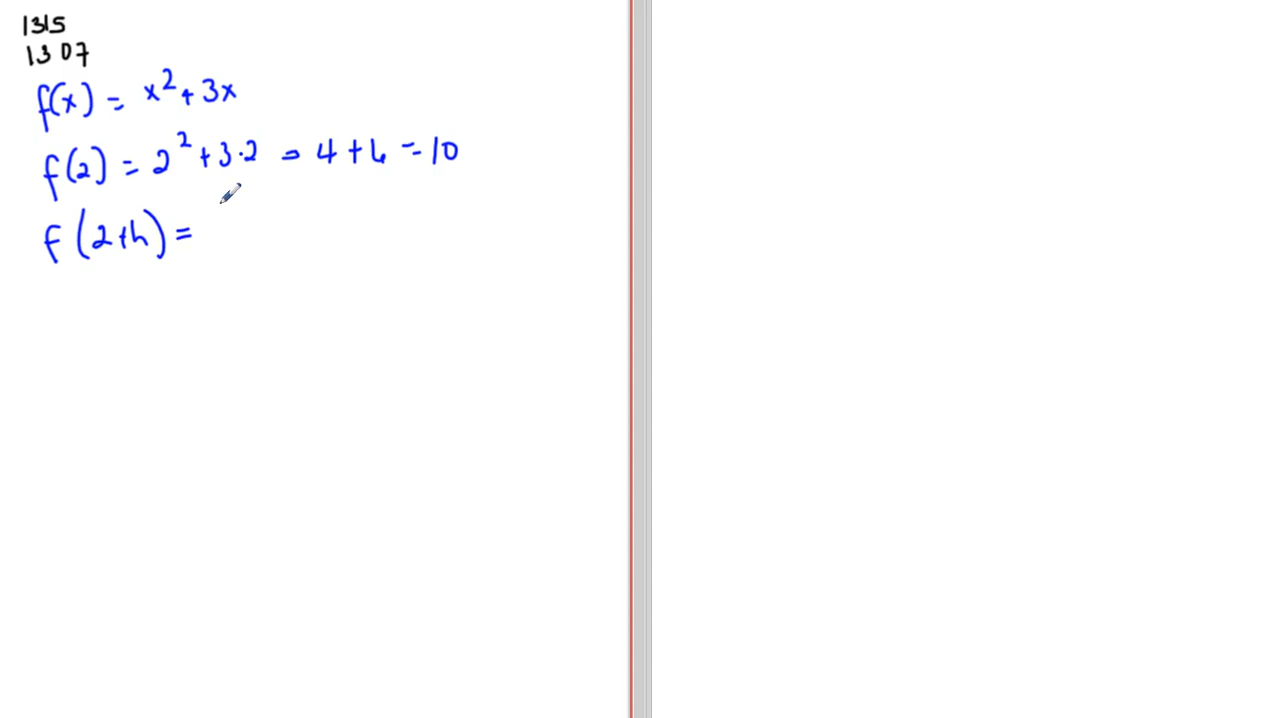 1315
1307
f(x) = x² + 3x
f(2) = 2² + 3·2 = 4 + 6 = 10
f(2+h) =